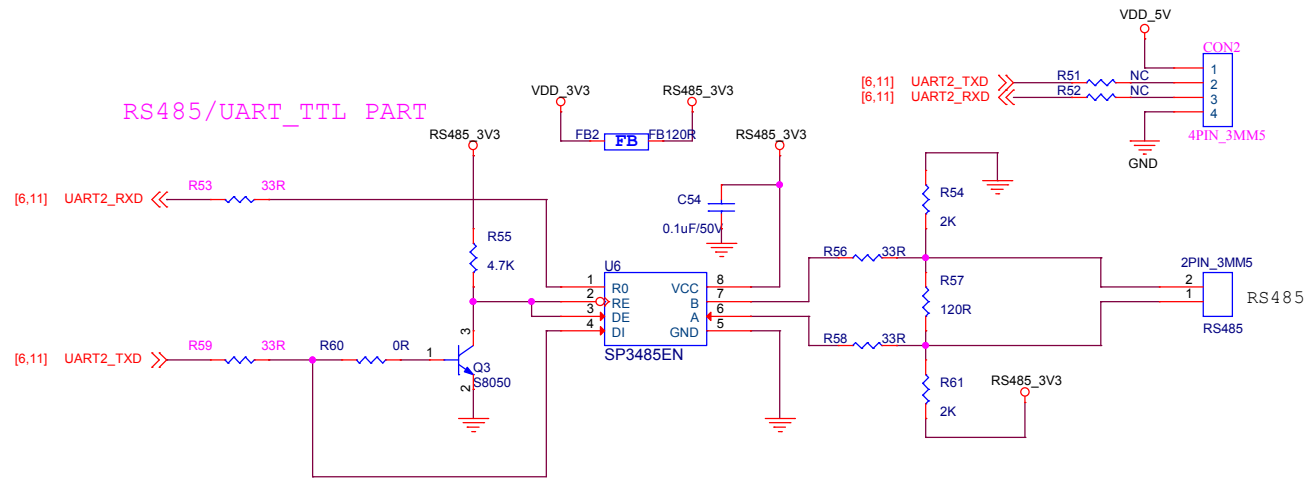 VDD_5V
CON2
[6,11] UART2_TXD R51 NC 1
[6,11] UART2_RXD R52 NC 2
3
4
4PIN_3MM5
GND
RS485/UART_TTL PART
VDD_3V3 RS485_3V3
FB2 FB FB120R
RS485_3V3
RS485_3V3
[6,11] UART2_RXD R53 33R
C54
0.1uF/50V
R54
2K
R55
4.7K
R56 33R
U6
1 R0 VCC 8
2 RE B 7
3 DE A 6
4 DI GND 5
SP3485EN
R57
120R
2PIN_3MM5
2
1
RS485
RS485
R58 33R
[6,11] UART2_TXD R59 33R R60 0R 1
3
Q3
S8050
2
R61
2K
RS485_3V3